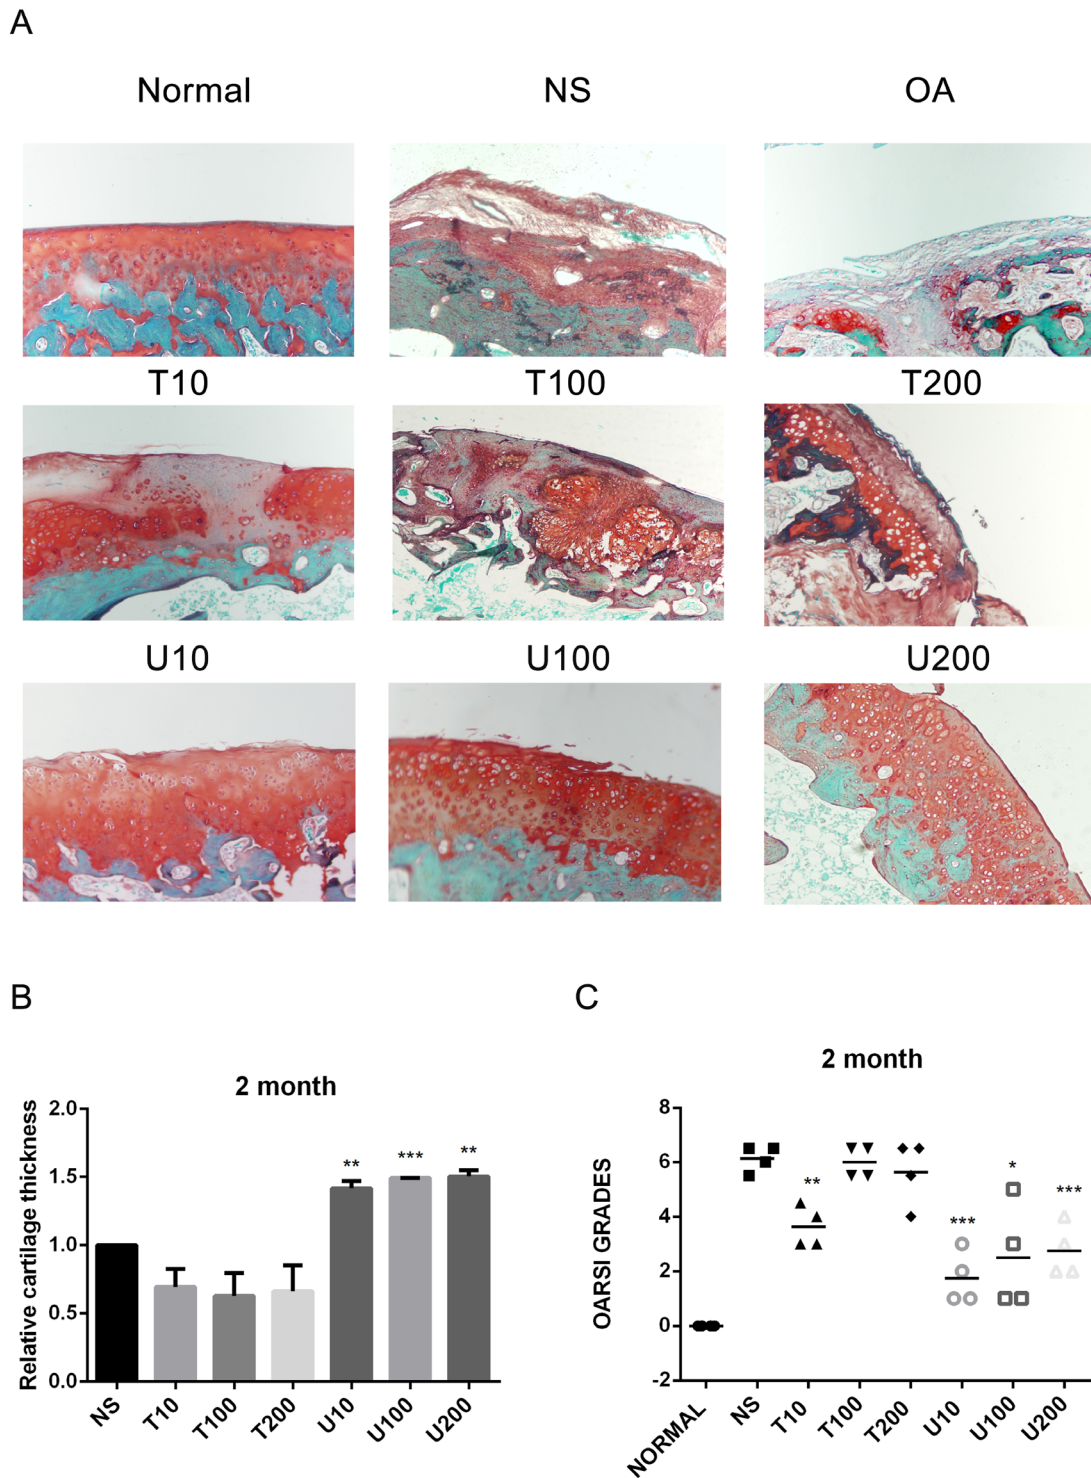 A
Normal NS OA
T10 T100 T200
U10 U100 U200
B
2 month
Relative cartilage thickness
2.0
1.5
1.0
0.5
0.0
** *** **
NS T10 T100 T200 U10 U100 U200
C
2 month
OARSI GRADES
8
6
4
2
0
-2
** *** * ***
NORMAL NS T10 T100 T200 U10 U100 U200